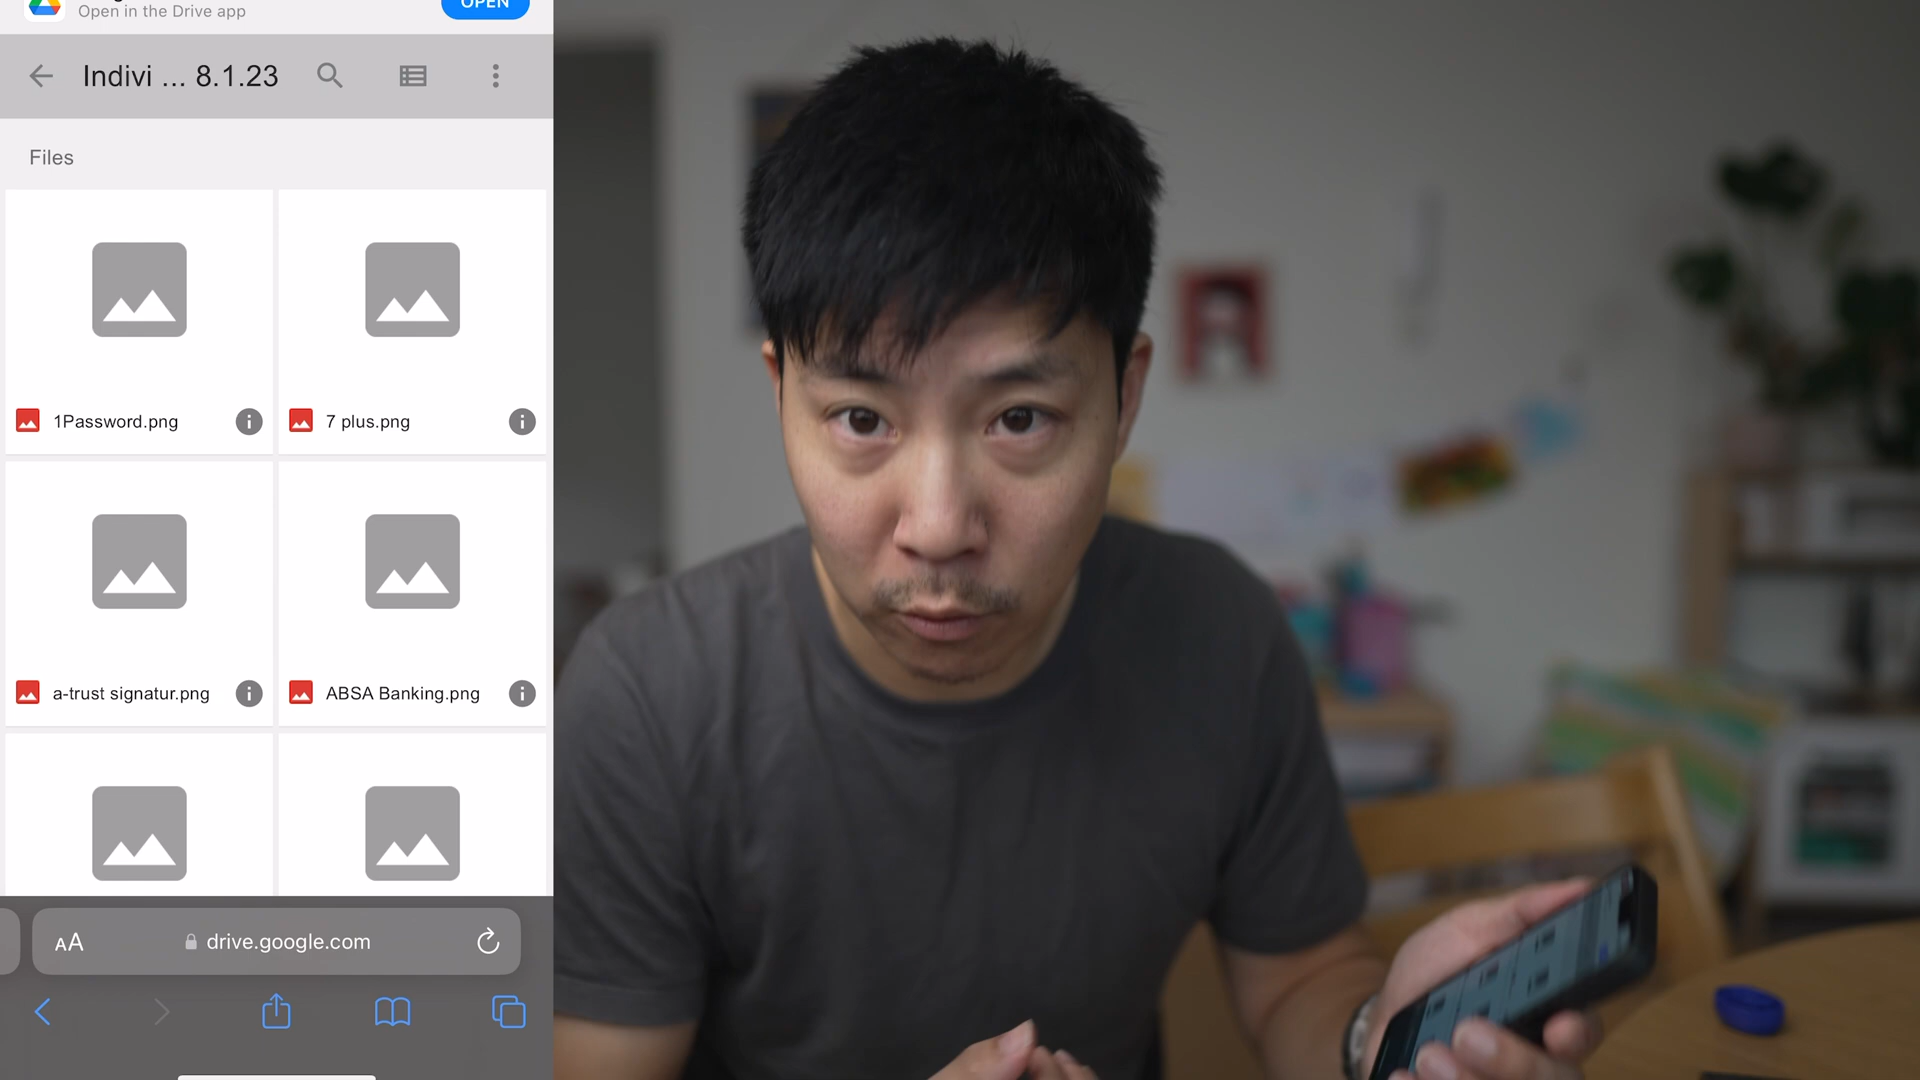 Open in the Drive app
OPEN
Indivi ... 8.1.23
Files
1Password.png
7 plus.png
a-trust signatur.png
ABSA Banking.png
AA
drive.google.com